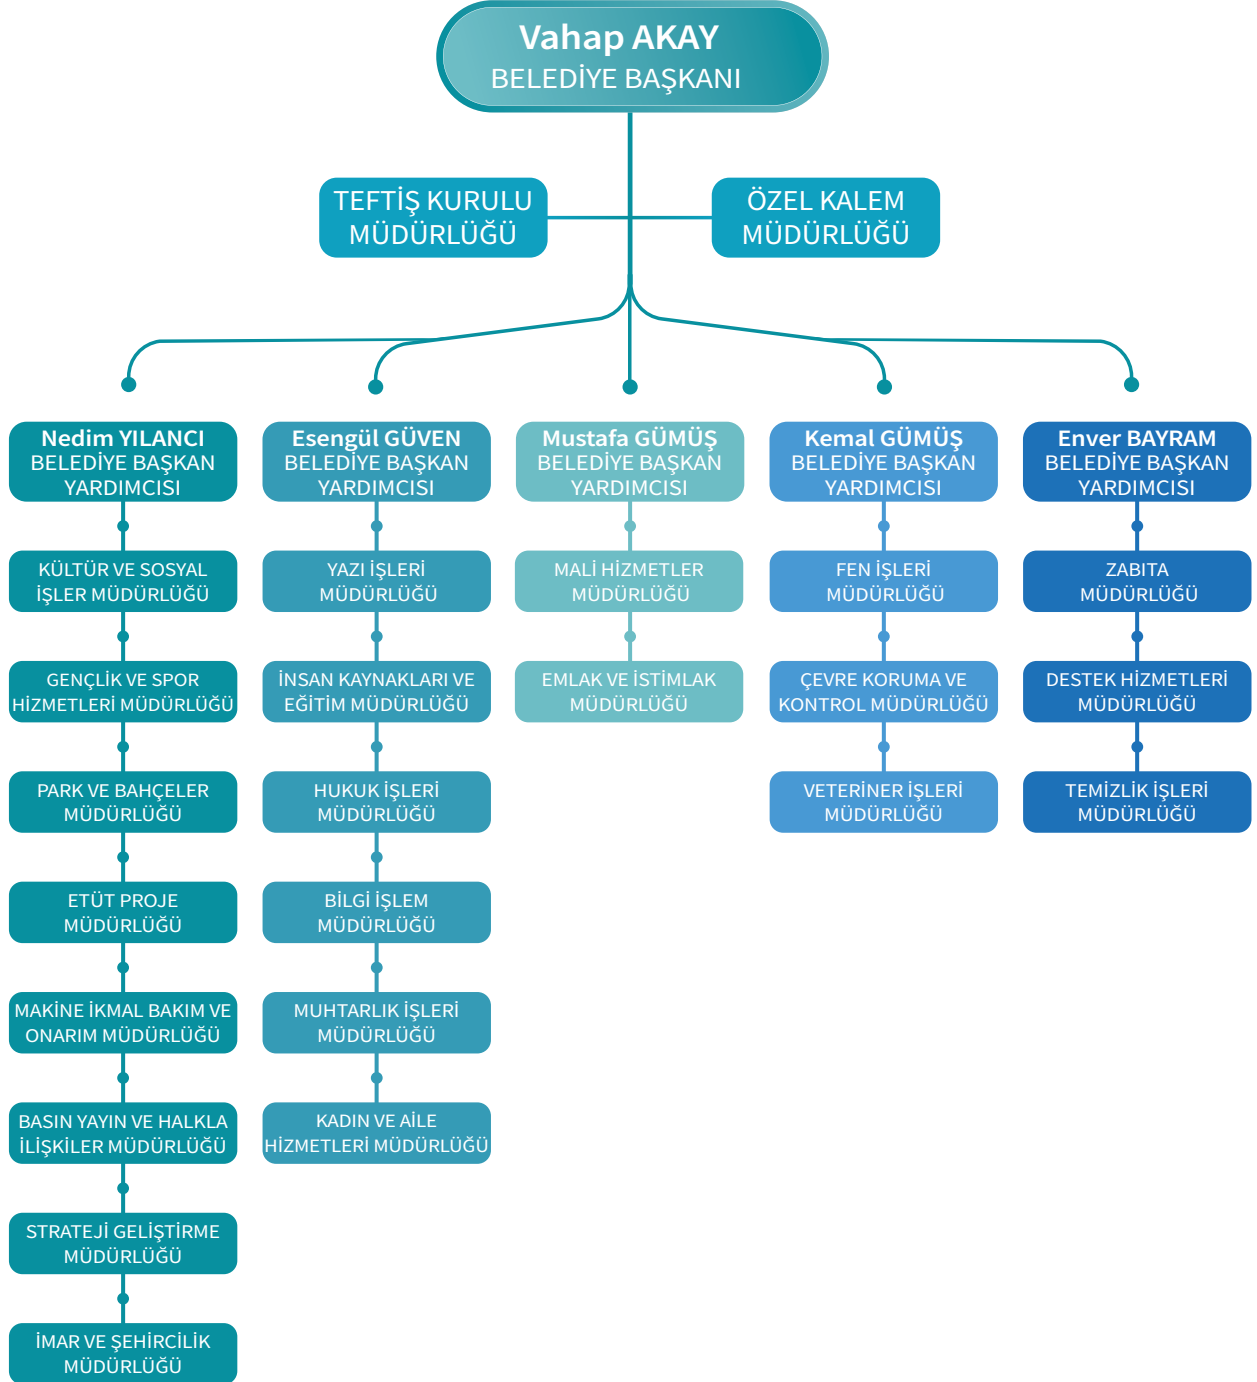 Vahap AKAY
BELEDİYE BAŞKANI
TEFTİŞ KURULU
MÜDÜRLÜĞÜ
ÖZEL KALEM
MÜDÜRLÜĞÜ
Nedim YILANCI
BELEDİYE BAŞKAN
YARDIMCISI
KÜLTÜR VE SOSYAL
İŞLER MÜDÜRLÜĞÜ
GENÇLİK VE SPOR
HİZMETLERİ MÜDÜRLÜĞÜ
PARK VE BAHÇELER
MÜDÜRLÜĞÜ
ETÜT PROJE
MÜDÜRLÜĞÜ
MAKİNE İKMAL BAKIM VE
ONARIM MÜDÜRLÜĞÜ
BASIN YAYIN VE HALKLA
İLİŞKİLER MÜDÜRLÜĞÜ
STRATEJİ GELİŞTİRME
MÜDÜRLÜĞÜ
İMAR VE ŞEHİRCİLİK
MÜDÜRLÜĞÜ
Esengül GÜVEN
BELEDİYE BAŞKAN
YARDIMCISI
YAZI İŞLERİ
MÜDÜRLÜĞÜ
İNSAN KAYNAKLARI VE
EĞİTİM MÜDÜRLÜĞÜ
HUKUK İŞLERİ
MÜDÜRLÜĞÜ
BİLGİ İŞLEM
MÜDÜRLÜĞÜ
MUHTARLIK İŞLERİ
MÜDÜRLÜĞÜ
KADIN VE AİLE
HİZMETLERİ MÜDÜRLÜĞÜ
Mustafa GÜMÜŞ
BELEDİYE BAŞKAN
YARDIMCISI
MALİ HİZMETLER
MÜDÜRLÜĞÜ
EMLAK VE İSTİMLAK
MÜDÜRLÜĞÜ
Kemal GÜMÜŞ
BELEDİYE BAŞKAN
YARDIMCISI
FEN İŞLERİ
MÜDÜRLÜĞÜ
ÇEVRE KORUMA VE
KONTROL MÜDÜRLÜĞÜ
VETERİNER İŞLERİ
MÜDÜRLÜĞÜ
Enver BAYRAM
BELEDİYE BAŞKAN
YARDIMCISI
ZABITA
MÜDÜRLÜĞÜ
DESTEK HİZMETLERİ
MÜDÜRLÜĞÜ
TEMİZLİK İŞLERİ
MÜDÜRLÜĞÜ